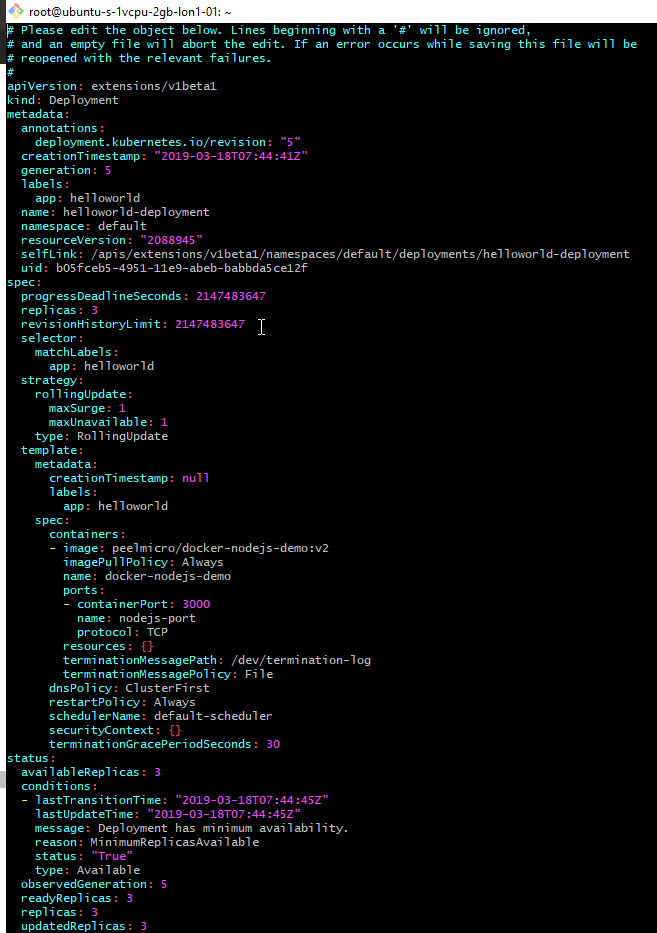 root@ubuntu-s-1vcpu-2gb-lon1-01: ~
# Please edit the object below. Lines beginning with a '#' will be ignored,
# and an empty file will abort the edit. If an error occurs while saving this file will be
# reopened with the relevant failures.
#
apiVersion: extensions/v1beta1
kind: Deployment
metadata:
  annotations:
    deployment.kubernetes.io/revision: "5"
  creationTimestamp: "2019-03-18T07:44:41Z"
  generation: 5
  labels:
    app: helloworld
  name: helloworld-deployment
  namespace: default
  resourceVersion: "2088945"
  selfLink: /apis/extensions/v1beta1/namespaces/default/deployments/helloworld-deployment
  uid: b05fceb5-4951-11e9-abeb-babbda5ce12f
spec:
  progressDeadlineSeconds: 2147483647
  replicas: 3
  revisionHistoryLimit: 2147483647
  selector:
    matchLabels:
      app: helloworld
  strategy:
    rollingUpdate:
      maxSurge: 1
      maxUnavailable: 1
    type: RollingUpdate
  template:
    metadata:
      creationTimestamp: null
      labels:
        app: helloworld
    spec:
      containers:
      - image: peelmicro/docker-nodejs-demo:v2
        imagePullPolicy: Always
        name: docker-nodejs-demo
        ports:
        - containerPort: 3000
          name: nodejs-port
          protocol: TCP
        resources: {}
        terminationMessagePath: /dev/termination-log
        terminationMessagePolicy: File
      dnsPolicy: ClusterFirst
      restartPolicy: Always
      schedulerName: default-scheduler
      securityContext: {}
      terminationGracePeriodSeconds: 30
status:
  availableReplicas: 3
  conditions:
  - lastTransitionTime: "2019-03-18T07:44:45Z"
    lastUpdateTime: "2019-03-18T07:44:45Z"
    message: Deployment has minimum availability.
    reason: MinimumReplicasAvailable
    status: "True"
    type: Available
  observedGeneration: 5
  readyReplicas: 3
  replicas: 3
  updatedReplicas: 3